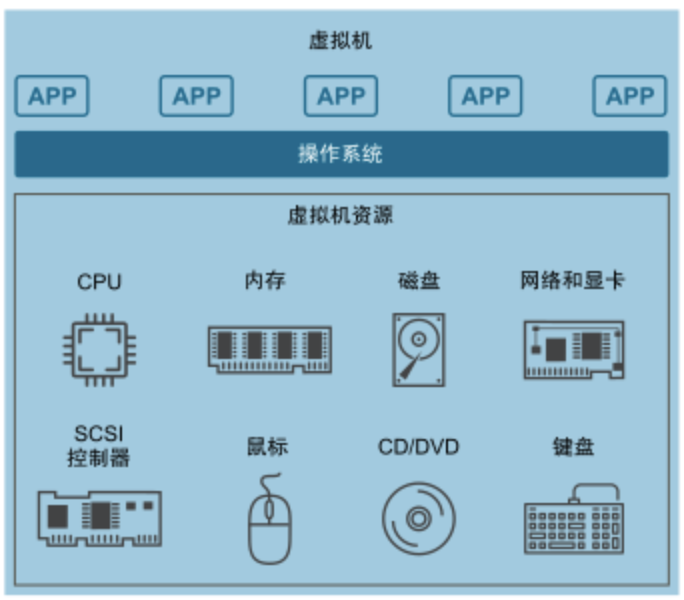 虚拟机
APP APP APP APP APP
操作系统
虚拟机资源
CPU 内存 磁盘 网络和显卡
SCSI
控制器 鼠标 CD/DVD 键盘